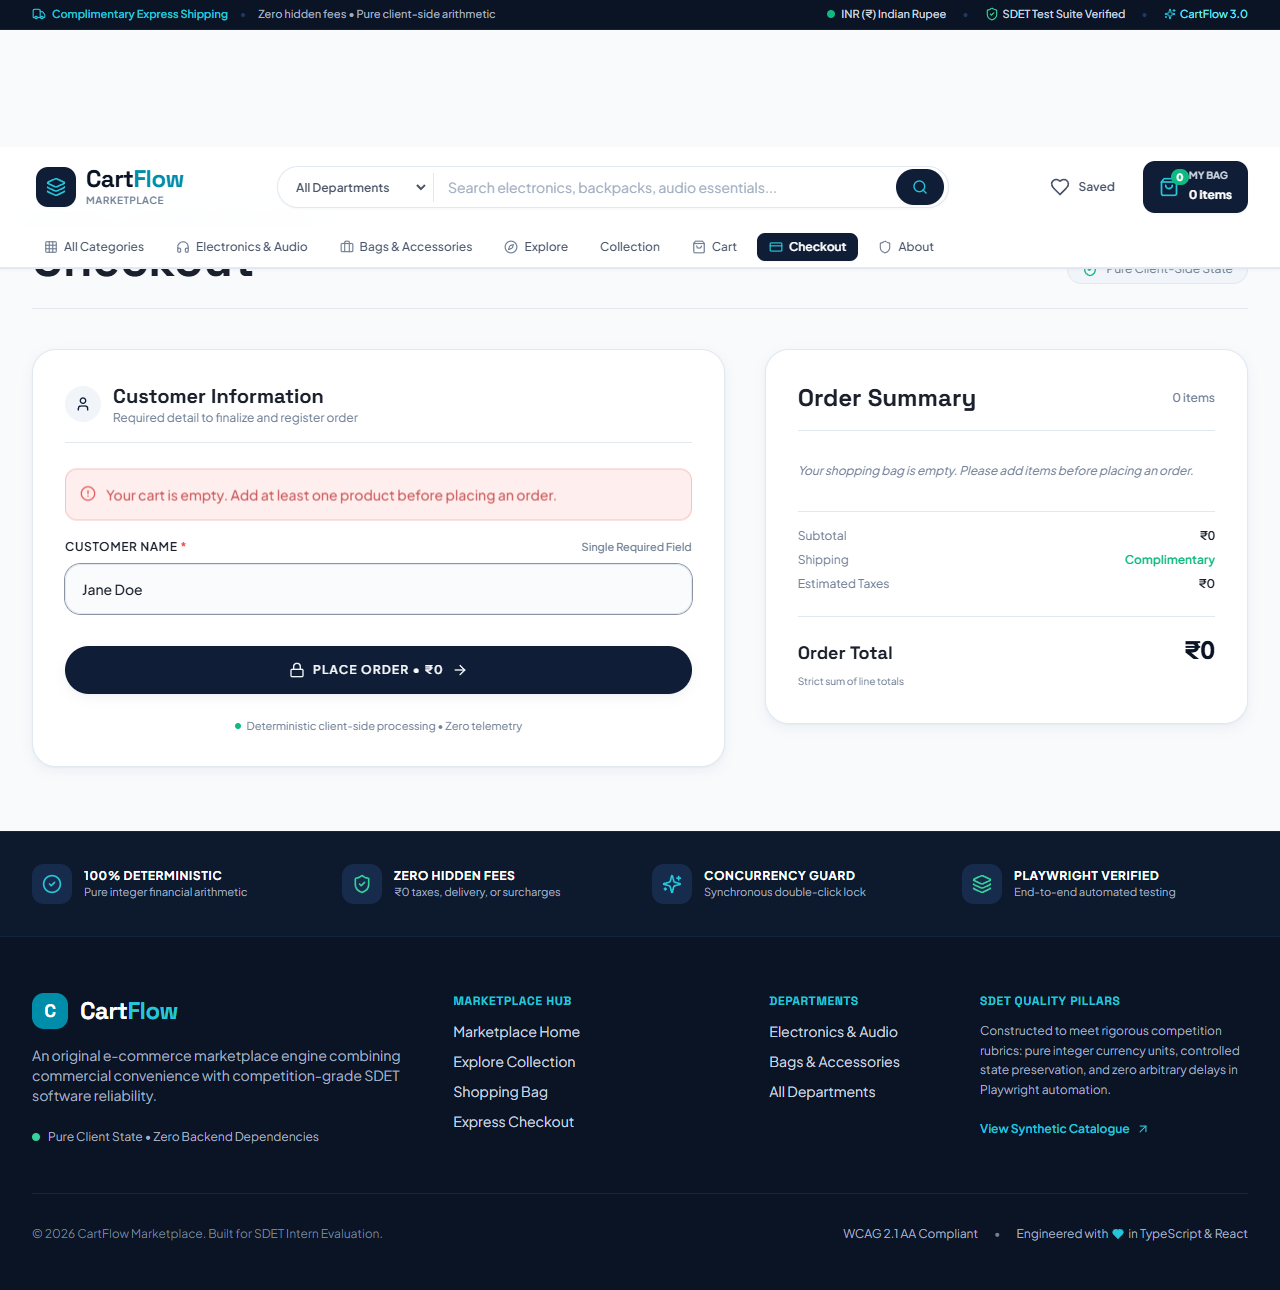 Complimentary Express Shipping • Zero hidden fees • Pure client-side arithmetic
INR (₹) Indian Rupee • SDET Test Suite Verified • CartFlow 3.0
CartFlow
MARKETPLACE
All Departments
Search electronics, backpacks, audio essentials...
Saved
0
MY BAG
0 items
All Categories
Electronics & Audio
Bags & Accessories
Explore
Collection
Cart
Checkout
About
Checkout
Pure Client-Side State
Customer Information
Required detail to finalize and register order
Your cart is empty. Add at least one product before placing an order.
CUSTOMER NAME *
Single Required Field
Jane Doe
PLACE ORDER • ₹0
Deterministic client-side processing • Zero telemetry
Order Summary
0 items
Your shopping bag is empty. Please add items before placing an order.
Subtotal ₹0
Shipping Complimentary
Estimated Taxes ₹0
Order Total ₹0
Strict sum of line totals
100% DETERMINISTIC
Pure integer financial arithmetic
ZERO HIDDEN FEES
₹0 taxes, delivery, or surcharges
CONCURRENCY GUARD
Synchronous double-click lock
PLAYWRIGHT VERIFIED
End-to-end automated testing
C
CartFlow
An original e-commerce marketplace engine combining
commercial convenience with competition-grade SDET
software reliability.
Pure Client State • Zero Backend Dependencies
MARKETPLACE HUB
Marketplace Home
Explore Collection
Shopping Bag
Express Checkout
DEPARTMENTS
Electronics & Audio
Bags & Accessories
All Departments
SDET QUALITY PILLARS
Constructed to meet rigorous competition
rubrics: pure integer currency units, controlled
state preservation, and zero arbitrary delays in
Playwright automation.
View Synthetic Catalogue
© 2026 CartFlow Marketplace. Built for SDET Intern Evaluation.
WCAG 2.1 AA Compliant • Engineered with in TypeScript & React